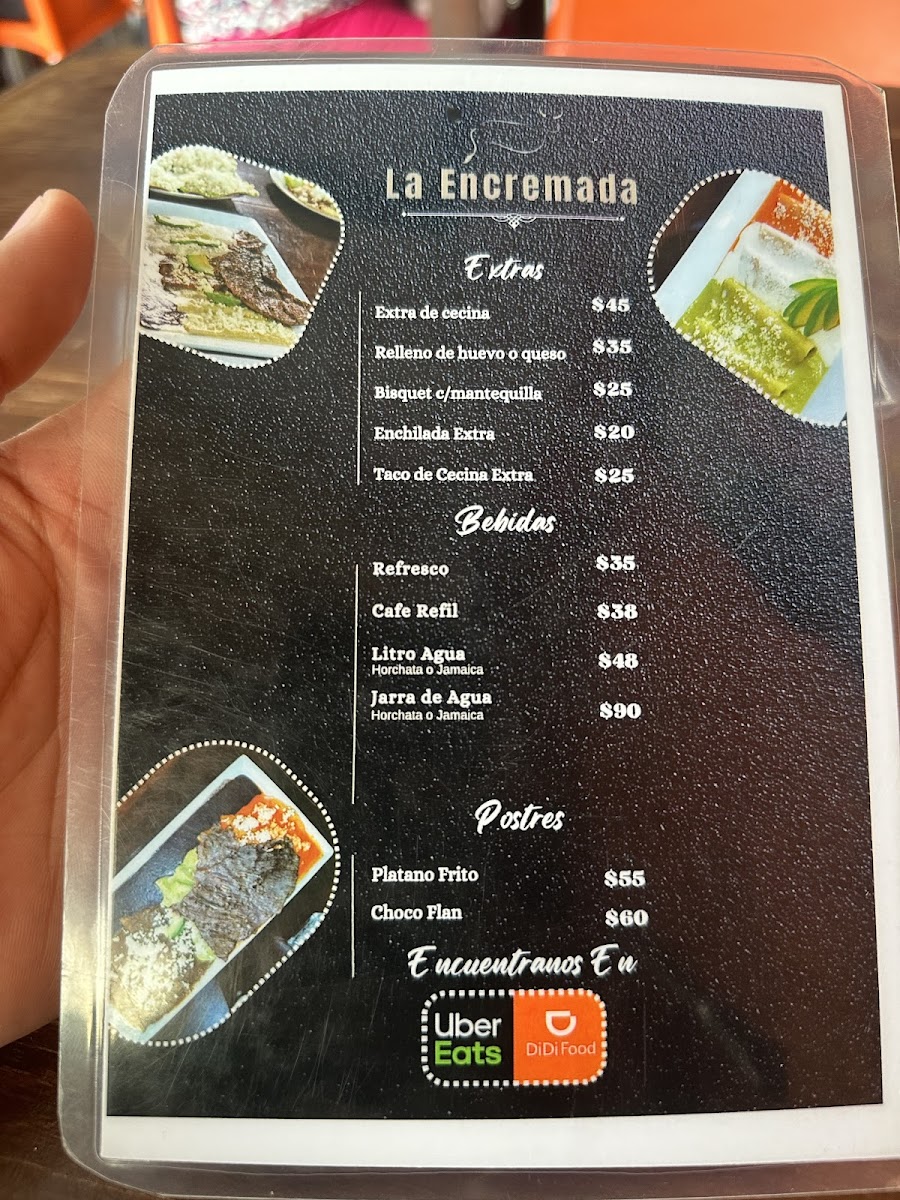 La Encremada
Extras
Extra de cecina $45
Relleno de huevo o queso $35
Bisquet c/mantequilla $25
Enchilada Extra $20
Taco de Cecina Extra $25
Bebidas
Refresco $35
Cafe Refil $38
Litro Agua $48
Horchata o Jamaica
Jarra de Agua $90
Horchata o Jamaica
Postres
Platano Frito $55
Choco Flan $60
Encuentranos En
Uber Eats
DiDi Food